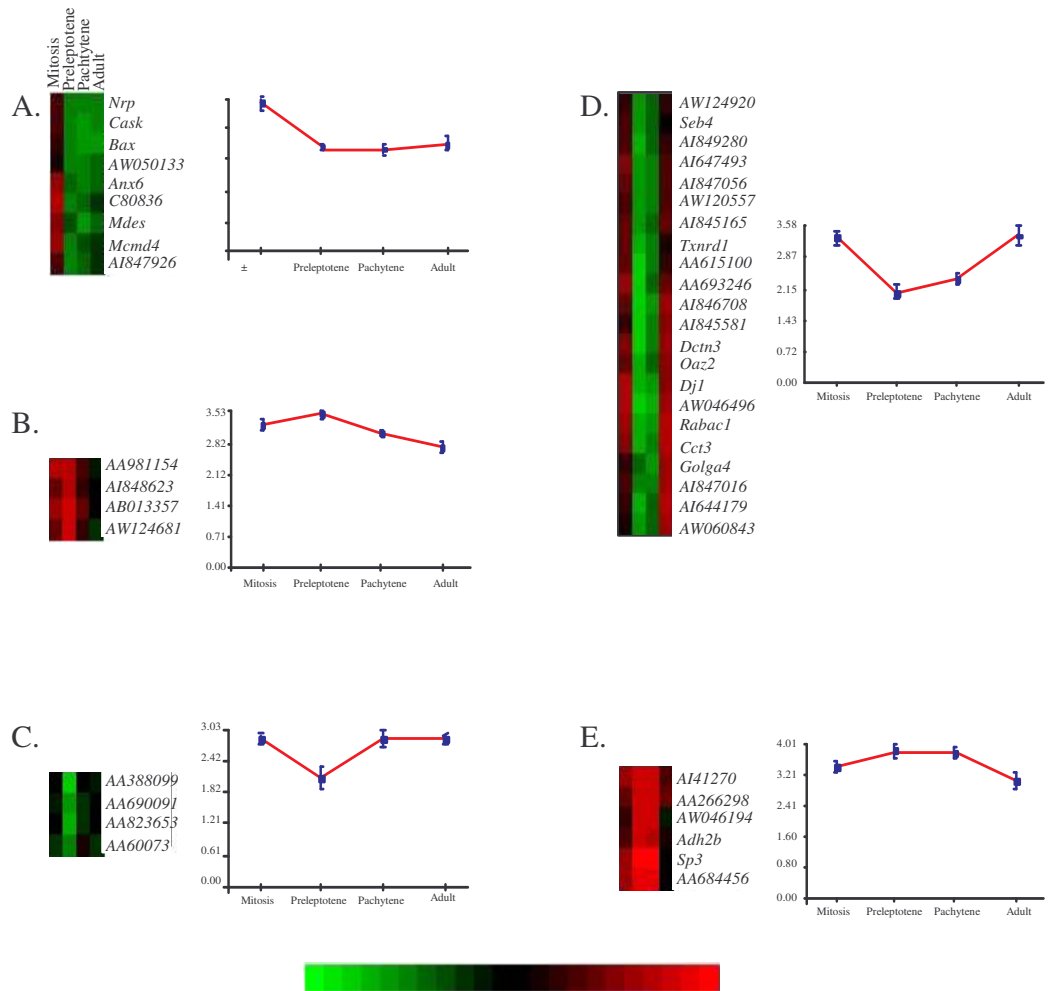 Mitosis
Preleptotene
Pachtytene
Adult
A.
Nrp
Cask
Bax
AW050133
Anx6
C80836
Mdes
Mcmd4
AI847926
±
Preleptotene
Pachytene
Adult
B.
AA981154
AI848623
AB013357
AW124681
3.53
2.82
2.12
1.41
0.71
0.00
Mitosis
Preleptotene
Pachytene
Adult
C.
AA388099
AA690091
AA823653
AA60073
3.03
2.42
1.82
1.21
0.61
0.00
Mitosis
Preleptotene
Pachytene
Adult
D.
AW124920
Seb4
AI849280
AI647493
AI847056
AW120557
AI845165
Txnrd1
AA615100
AA693246
AI846708
AI845581
Dctn3
Oaz2
Dj1
AW046496
Rabac1
Cct3
Golga4
AI847016
AI644179
AW060843
3.58
2.87
2.15
1.43
0.72
0.00
Mitosis
Preleptotene
Pachytene
Adult
E.
AI41270
AA266298
AW046194
Adh2b
Sp3
AA684456
4.01
3.21
2.41
1.60
0.80
0.00
Mitosis
Preleptotene
Pachytene
Adult